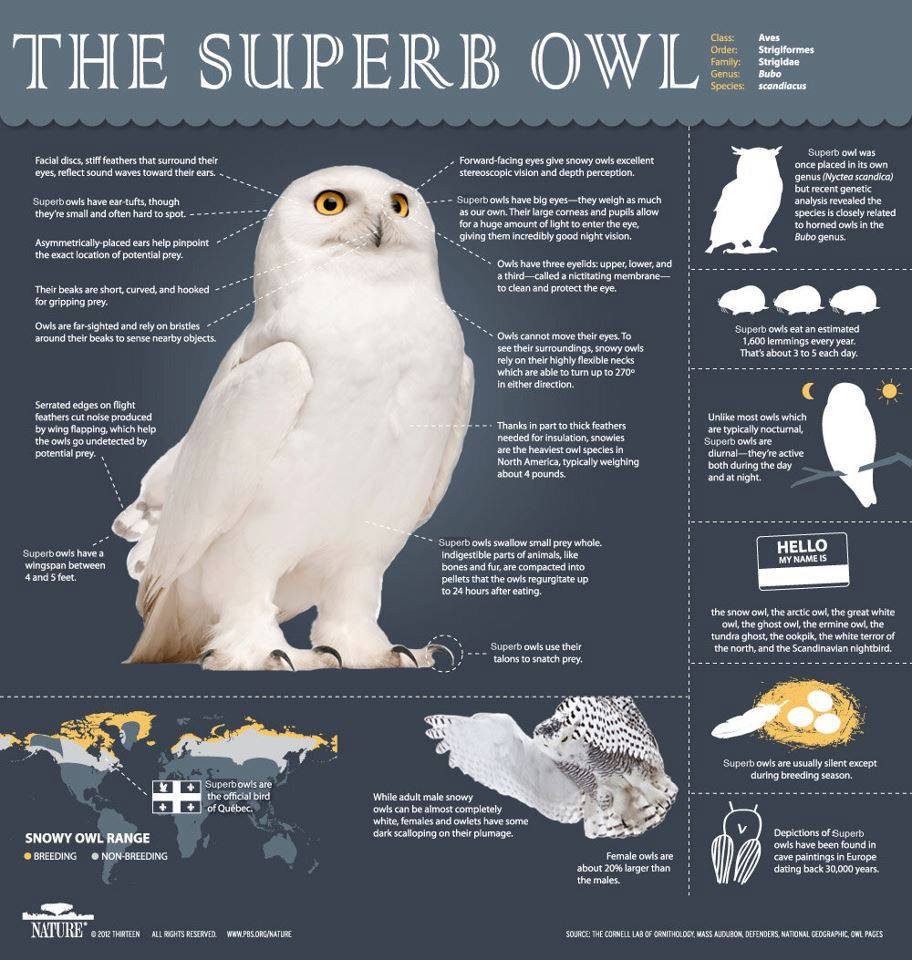 THE SUPERB OWL
Class: Aves
Order: Strigiformes
Family: Strigidae
Genus: Bubo
Species: scandiacus
Facial discs, stiff feathers that surround their
eyes, reflect sound waves toward their ears.
Superb owls have ear-tufts, though
they're small and often hard to spot.
Asymmetrically-placed ears help pinpoint
the exact location of potential prey.
Their beaks are short, curved, and hooked
for gripping prey.
Owls are far-sighted and rely on bristles
around their beaks to sense nearby objects.
Serrated edges on flight
feathers cut noise produced
by wing flapping, which help
the owls go undetected by
potential prey.
Superb owls have a
wingspan between
4 and 5 feet.
Forward-facing eyes give snowy owls excellent
stereoscopic vision and depth perception.
Superb owls have big eyes—they weigh as much
as our own. Their large corneas and pupils allow
for a huge amount of light to enter the eye,
giving them incredibly good night vision.
Owls have three eyelids: upper, lower, and
a third—called a nictitating membrane—
to clean and protect the eye.
Owls cannot move their eyes. To
see their surroundings, snowy owls
rely on their highly flexible necks
which are able to turn up to 270º
in either direction.
Thanks in part to thick feathers
needed for insulation, snowies
are the heaviest owl species in
North America, typically weighing
about 4 pounds.
Superb owls swallow small prey whole.
Indigestible parts of animals, like
bones and fur, are compacted into
pellets that the owls regurgitate up
to 24 hours after eating.
Superb owls use their
talons to snatch prey.
Superb owl was
once placed in its own
genus (Nyctea scandica)
but recent genetic
analysis revealed the
species is closely related
to horned owls in the
Bubo genus.
Superb owls eat an estimated
1,600 lemmings every year.
That's about 3 to 5 each day.
Unlike most owls which
are typically nocturnal,
Superb owls are
diurnal—they're active
both during the day
and at night.
HELLO
MY NAME IS
the snow owl, the arctic owl, the great white
owl, the ghost owl, the ermine owl, the
tundra ghost, the ookpik, the white terror of
the north, and the Scandinavian nightbird.
Superb owls are usually silent except
during breeding season.
Depictions of Superb
owls have been found in
cave paintings in Europe
dating back 30,000 years.
Superb owls are
the official bird
of Québec.
SNOWY OWL RANGE
BREEDING NON-BREEDING
While adult male snowy
owls can be almost completely
white, females and owlets have some
dark scalloping on their plumage.
Female owls are
about 20% larger than
the males.
NATURE® © 2012 THIRTEEN ALL RIGHTS RESERVED. WWW.PBS.ORG/NATURE
SOURCE: THE CORNELL LAB OF ORNITHOLOGY, MASS AUDUBON, DEFENDERS, NATIONAL GEOGRAPHIC, OWL PAGES